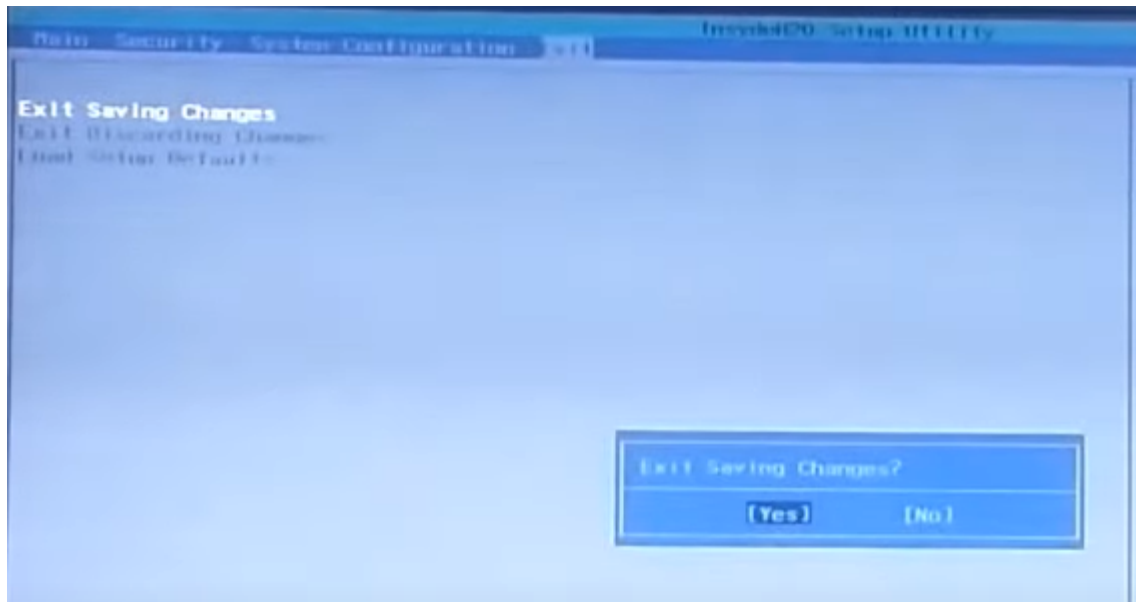 InsydeH20 Setup Utility
Main Security System Configuration Exit
Exit Saving Changes
Exit Discarding Changes
Load Setup Defaults
Exit Saving Changes?
[Yes] [No]